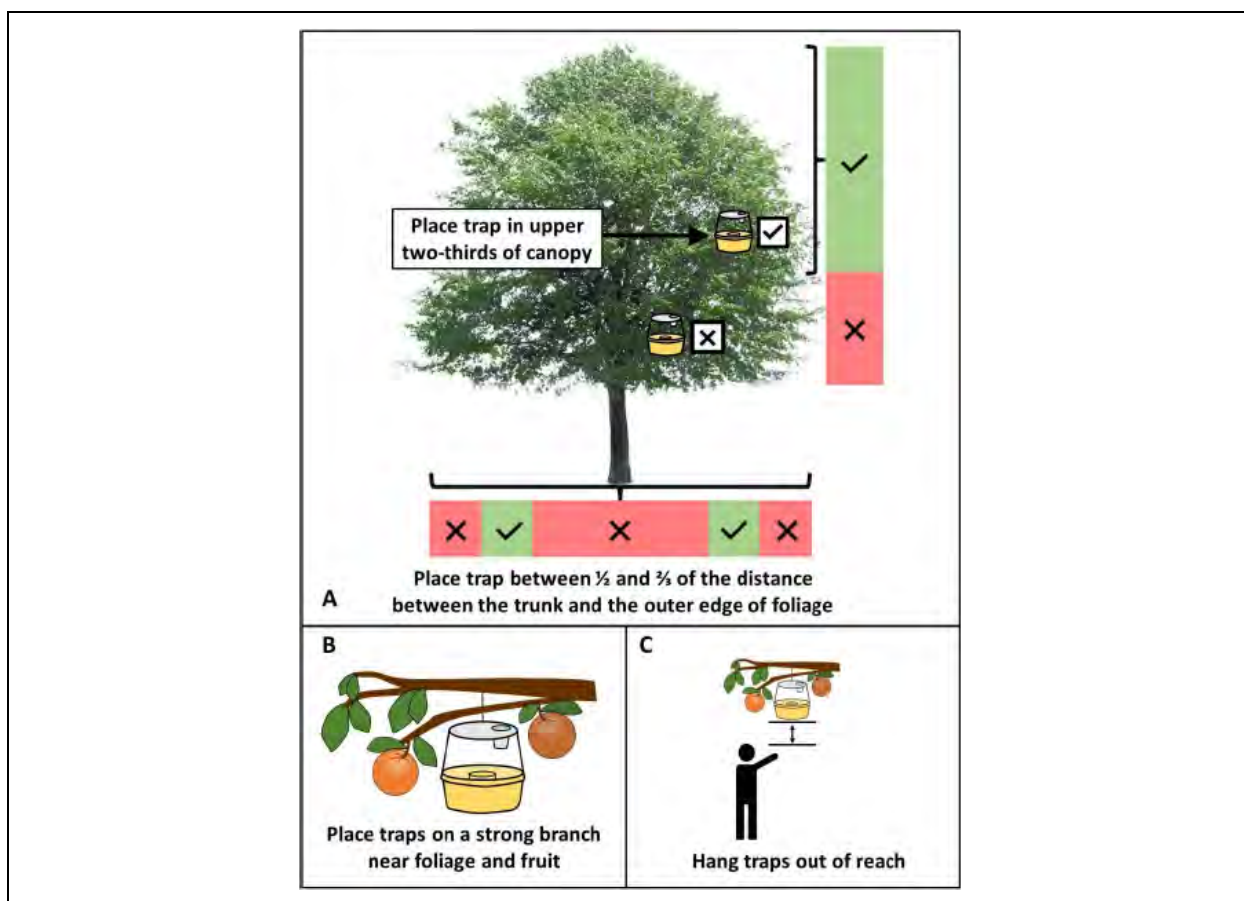 Place trap in upper
two-thirds of canopy
Place trap between ½ and ⅔ of the distance
between the trunk and the outer edge of foliage
A
B
Place traps on a strong branch
near foliage and fruit
C
Hang traps out of reach